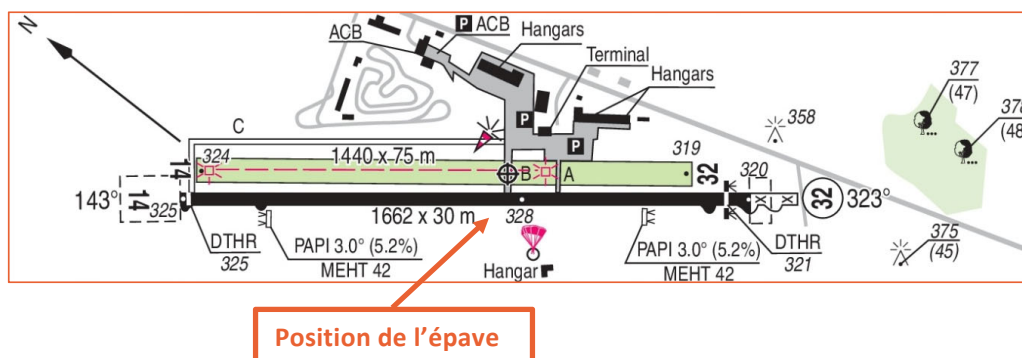 N
P ACB
ACB
Hangars
Terminal
Hangars
377
(47)
358
378
(48
C
P
P
14
324
1440 x 75 m
B
A
319
32
320
143°
14
325
32
323°
1662 x 30 m
328
DTHR
325
PAPI 3.0° (5.2%)
MEHT 42
Hangar
PAPI 3.0° (5.2%)
MEHT 42
DTHR
321
375
(45)
Position de l’épave